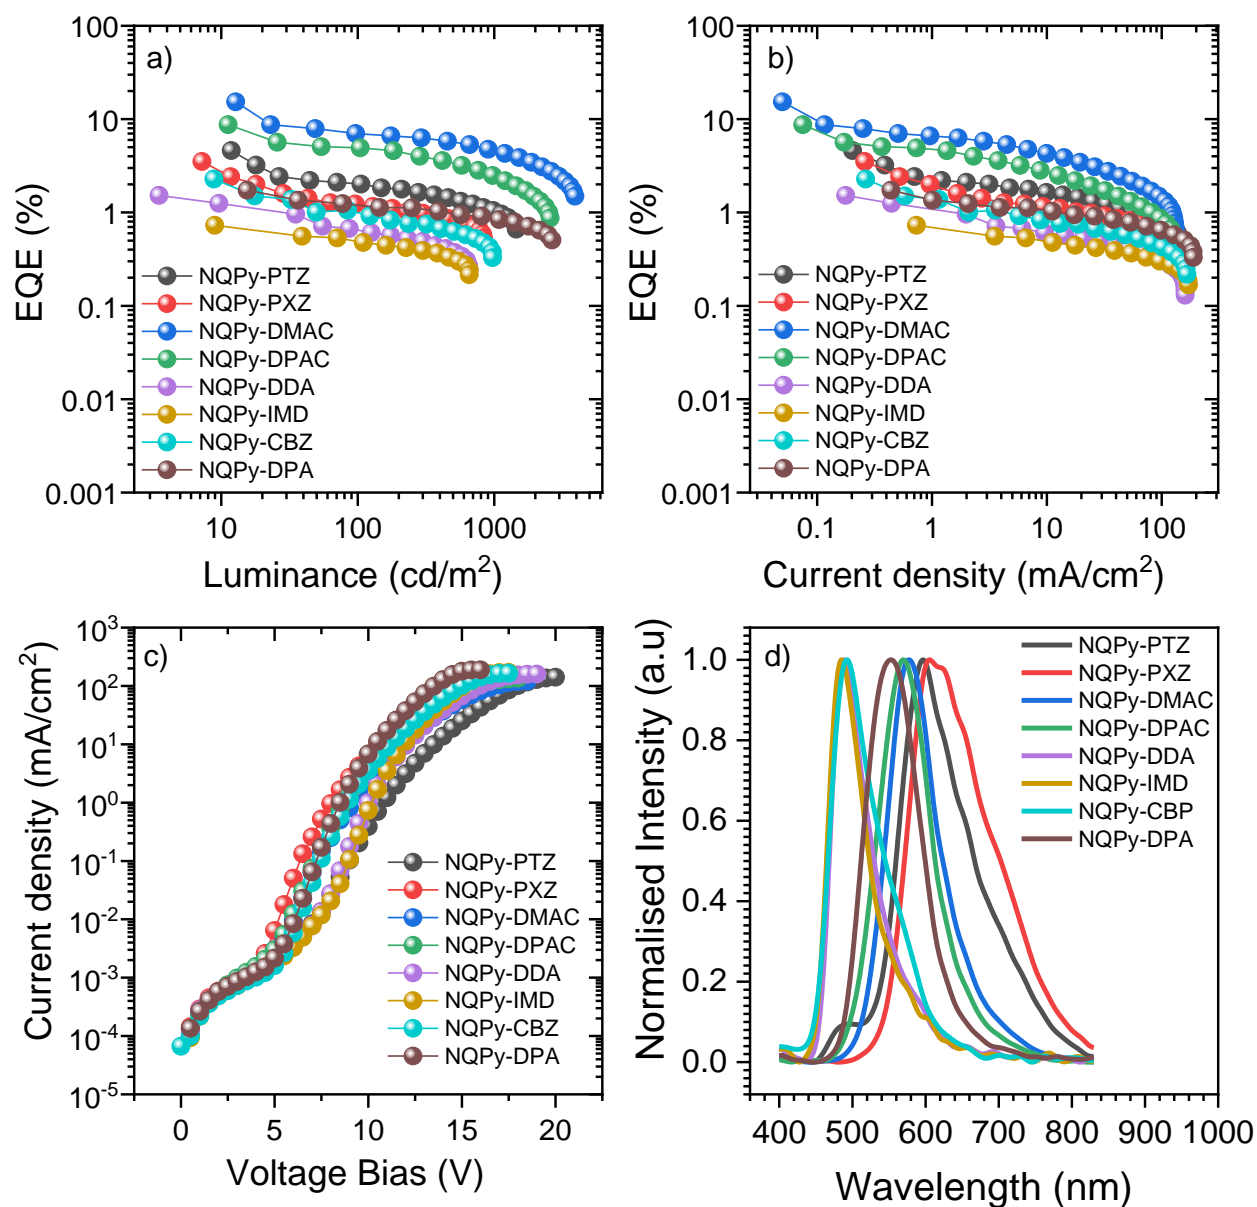 a)
EQE (%)
100
10
1
0.1
0.01
0.001
NQPy-PTZ
NQPy-PXZ
NQPy-DMAC
NQPy-DPAC
NQPy-DDA
NQPy-IMD
NQPy-CBZ
NQPy-DPA
10 100 1000
Luminance (cd/m²)
b)
EQE (%)
100
10
1
0.1
0.01
0.001
NQPy-PTZ
NQPy-PXZ
NQPy-DMAC
NQPy-DPAC
NQPy-DDA
NQPy-IMD
NQPy-CBZ
NQPy-DPA
0.1 1 10 100
Current density (mA/cm²)
c)
Current density (mA/cm²)
10³
10²
10¹
10⁰
10⁻¹
10⁻²
10⁻³
10⁻⁴
10⁻⁵
NQPy-PTZ
NQPy-PXZ
NQPy-DMAC
NQPy-DPAC
NQPy-DDA
NQPy-IMD
NQPy-CBZ
NQPy-DPA
0 5 10 15 20
Voltage Bias (V)
d)
Normalised Intensity (a.u)
1.0
0.8
0.6
0.4
0.2
0.0
NQPy-PTZ
NQPy-PXZ
NQPy-DMAC
NQPy-DPAC
NQPy-DDA
NQPy-IMD
NQPy-CBP
NQPy-DPA
400 500 600 700 800 900 1000
Wavelength (nm)